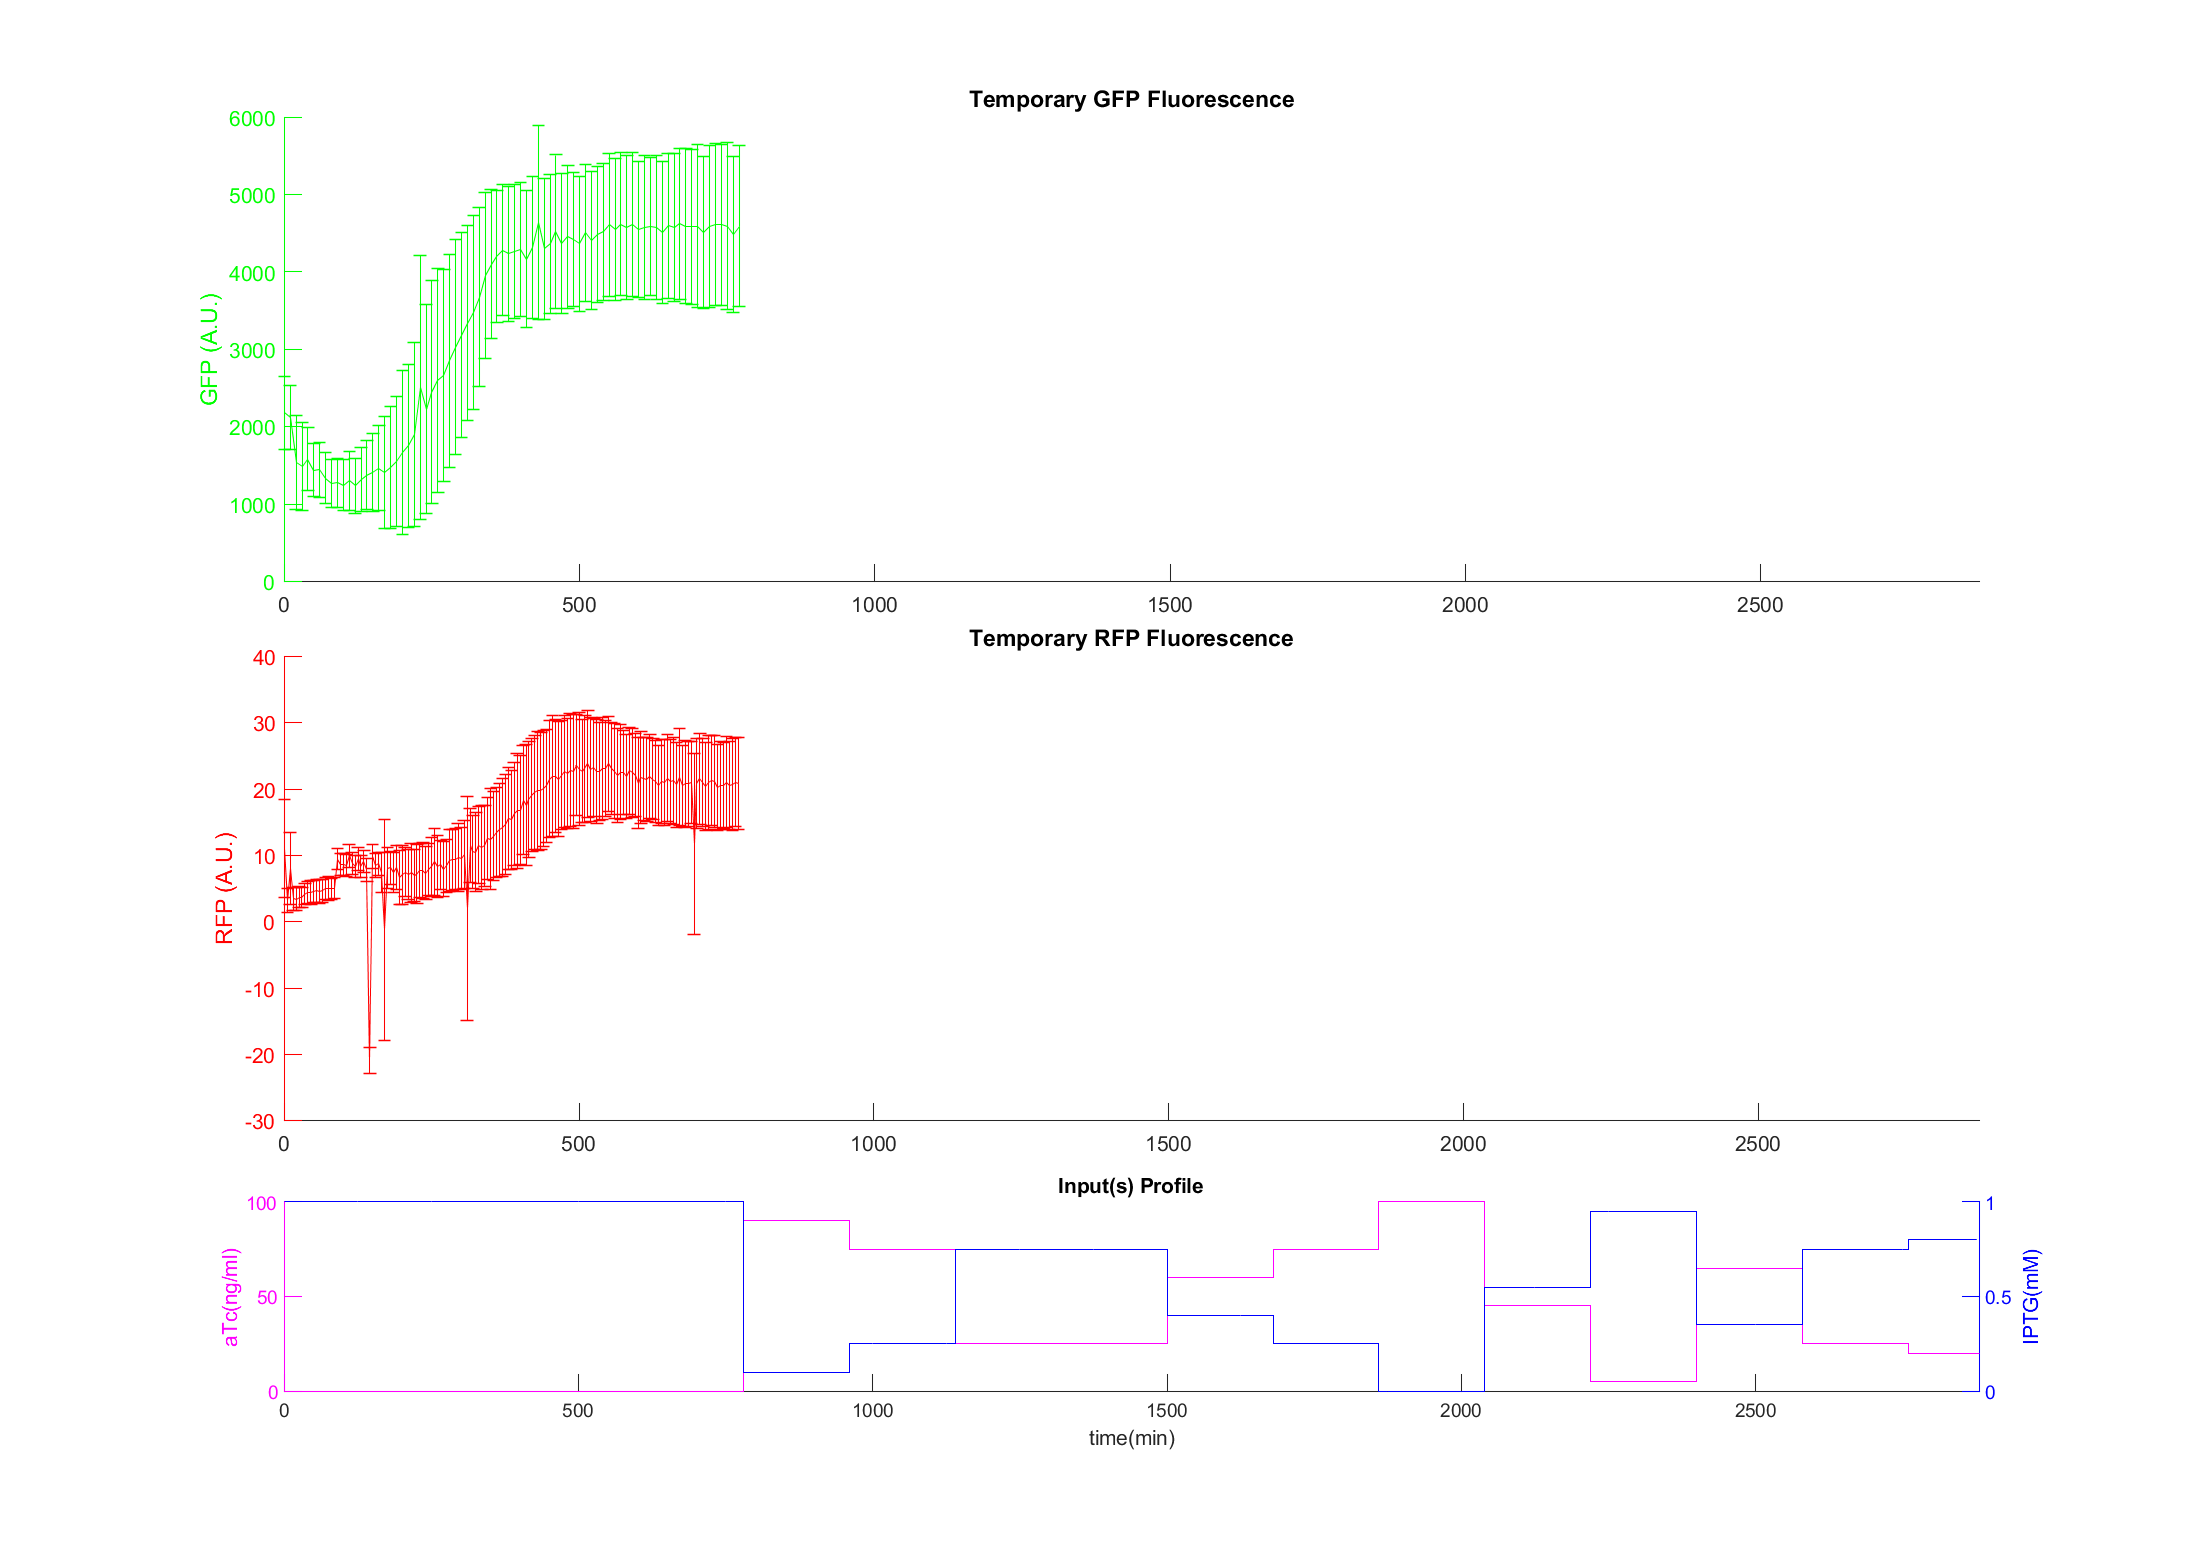 Temporary GFP Fluorescence
6000
5000
4000
3000
2000
1000
0
GFP (A.U.)
0 500 1000 1500 2000 2500
Temporary RFP Fluorescence
40
30
20
10
0
-10
-20
-30
RFP (A.U.)
0 500 1000 1500 2000 2500
Input(s) Profile
100
50
0
aTc(ng/ml)
1
0.5
0
IPTG(mM)
0 500 1000 1500 2000 2500
time(min)